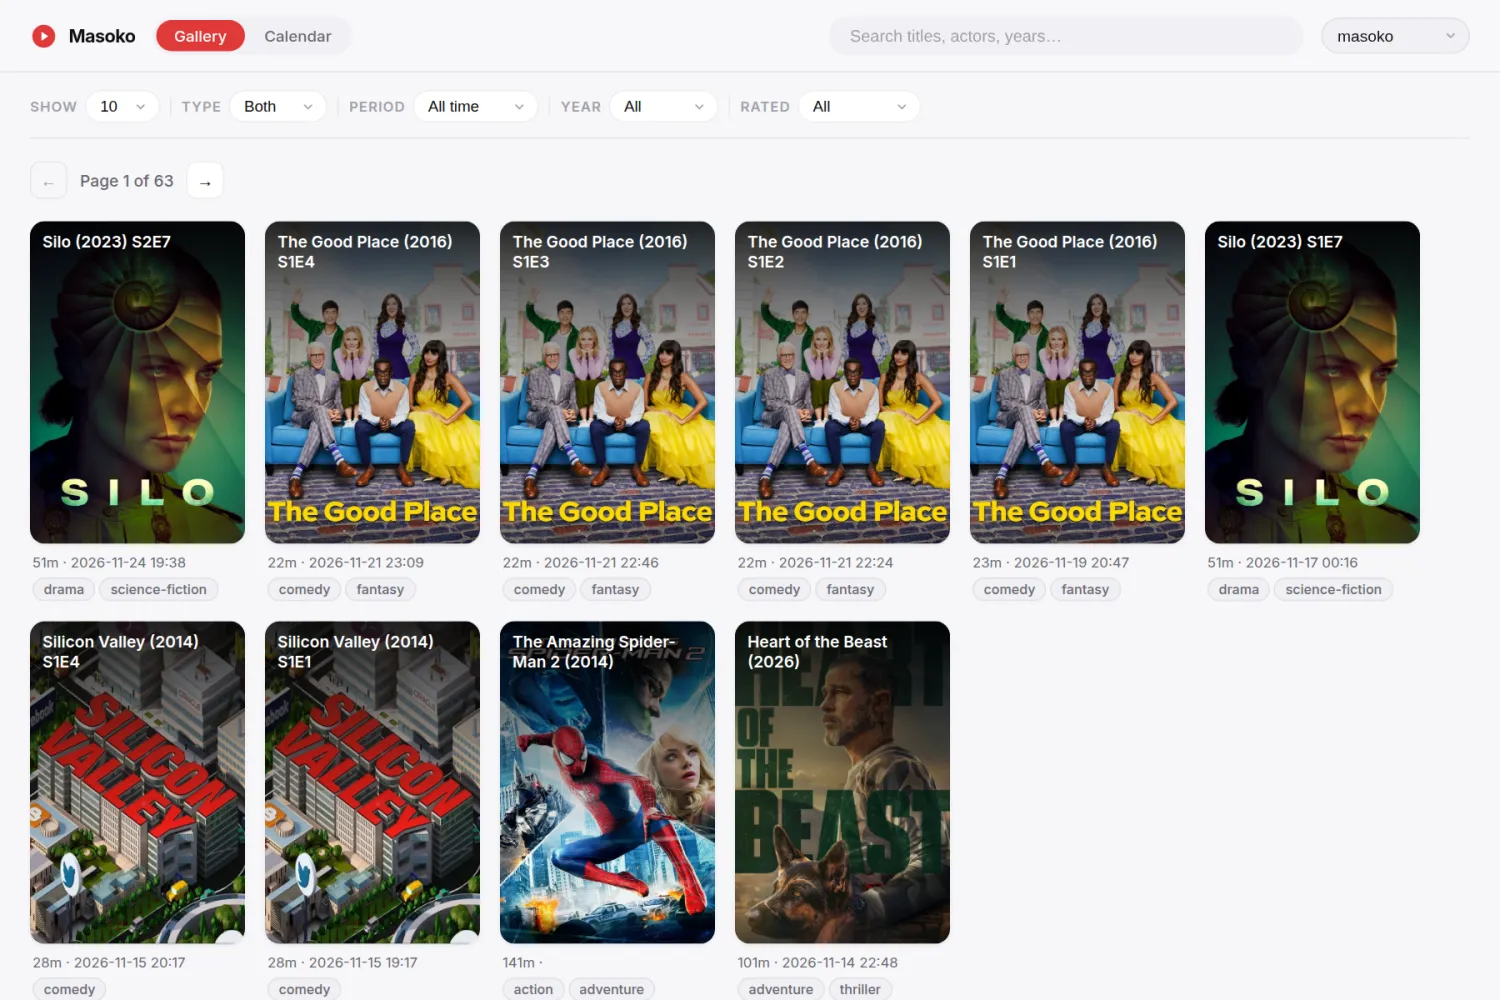 Masoko
Gallery
Calendar
Search titles, actors, years…
masoko
SHOW
10
TYPE
Both
PERIOD
All time
YEAR
All
RATED
All
←
Page 1 of 63
→
Silo (2023) S2E7
SILO
51m · 2026-11-24 19:38
drama
science-fiction
The Good Place (2016)
S1E4
The Good Place
22m · 2026-11-21 23:09
comedy
fantasy
The Good Place (2016)
S1E3
The Good Place
22m · 2026-11-21 22:46
comedy
fantasy
The Good Place (2016)
S1E2
The Good Place
22m · 2026-11-21 22:24
comedy
fantasy
The Good Place (2016)
S1E1
The Good Place
23m · 2026-11-19 20:47
comedy
fantasy
Silo (2023) S1E7
SILO
51m · 2026-11-17 00:16
drama
science-fiction
Silicon Valley (2014)
S1E4
SILICON
VALLEY
28m · 2026-11-15 20:17
comedy
Silicon Valley (2014)
S1E1
SILICON
VALLEY
28m · 2026-11-15 19:17
comedy
The Amazing Spider-
Man 2 (2014)
SPIDER-MAN 2
141m ·
action
adventure
Heart of the Beast
(2026)
HEART
OF
THE
BEAST
101m · 2026-11-14 22:48
adventure
thriller